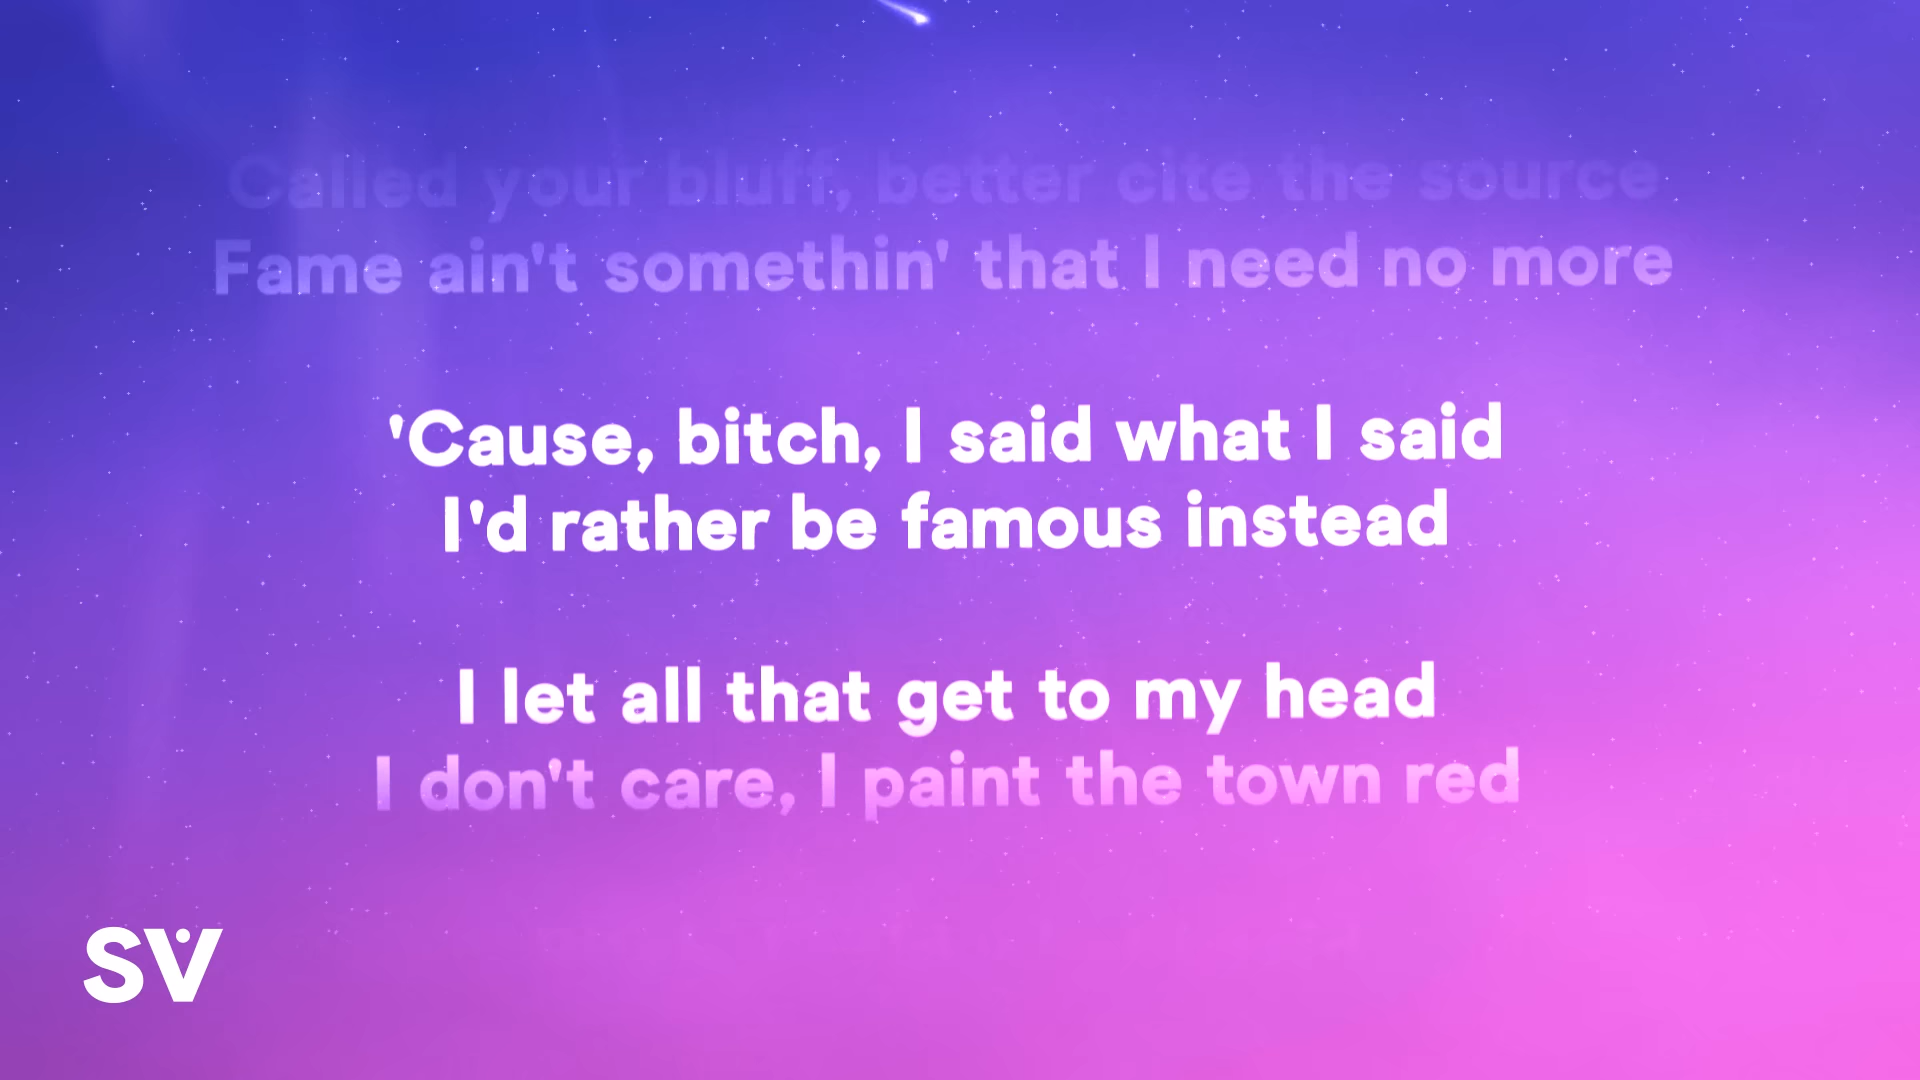 Called your bluff, better cite the source
Fame ain't somethin' that I need no more
'Cause, bitch, I said what I said
I'd rather be famous instead
I let all that get to my head
I don't care, I paint the town red
SV